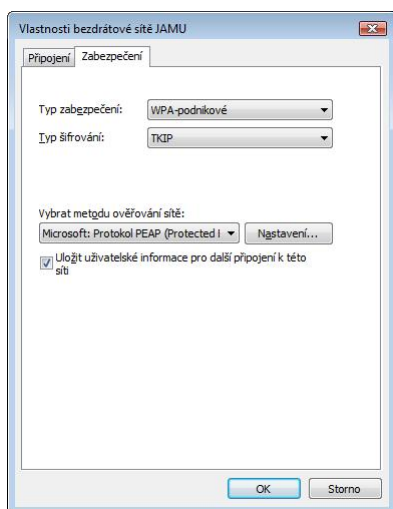 Vlastnosti bezdrátové sítě JAMU
Připojení Zabezpečení
Typ zabezpečení: WPA-podnikové
Typ šifrování: TKIP
Vybrat metodu ověřování sítě:
Microsoft: Protokol PEAP (Protected I Nastavení...
Uložit uživatelské informace pro další připojení k této
síti
OK Storno